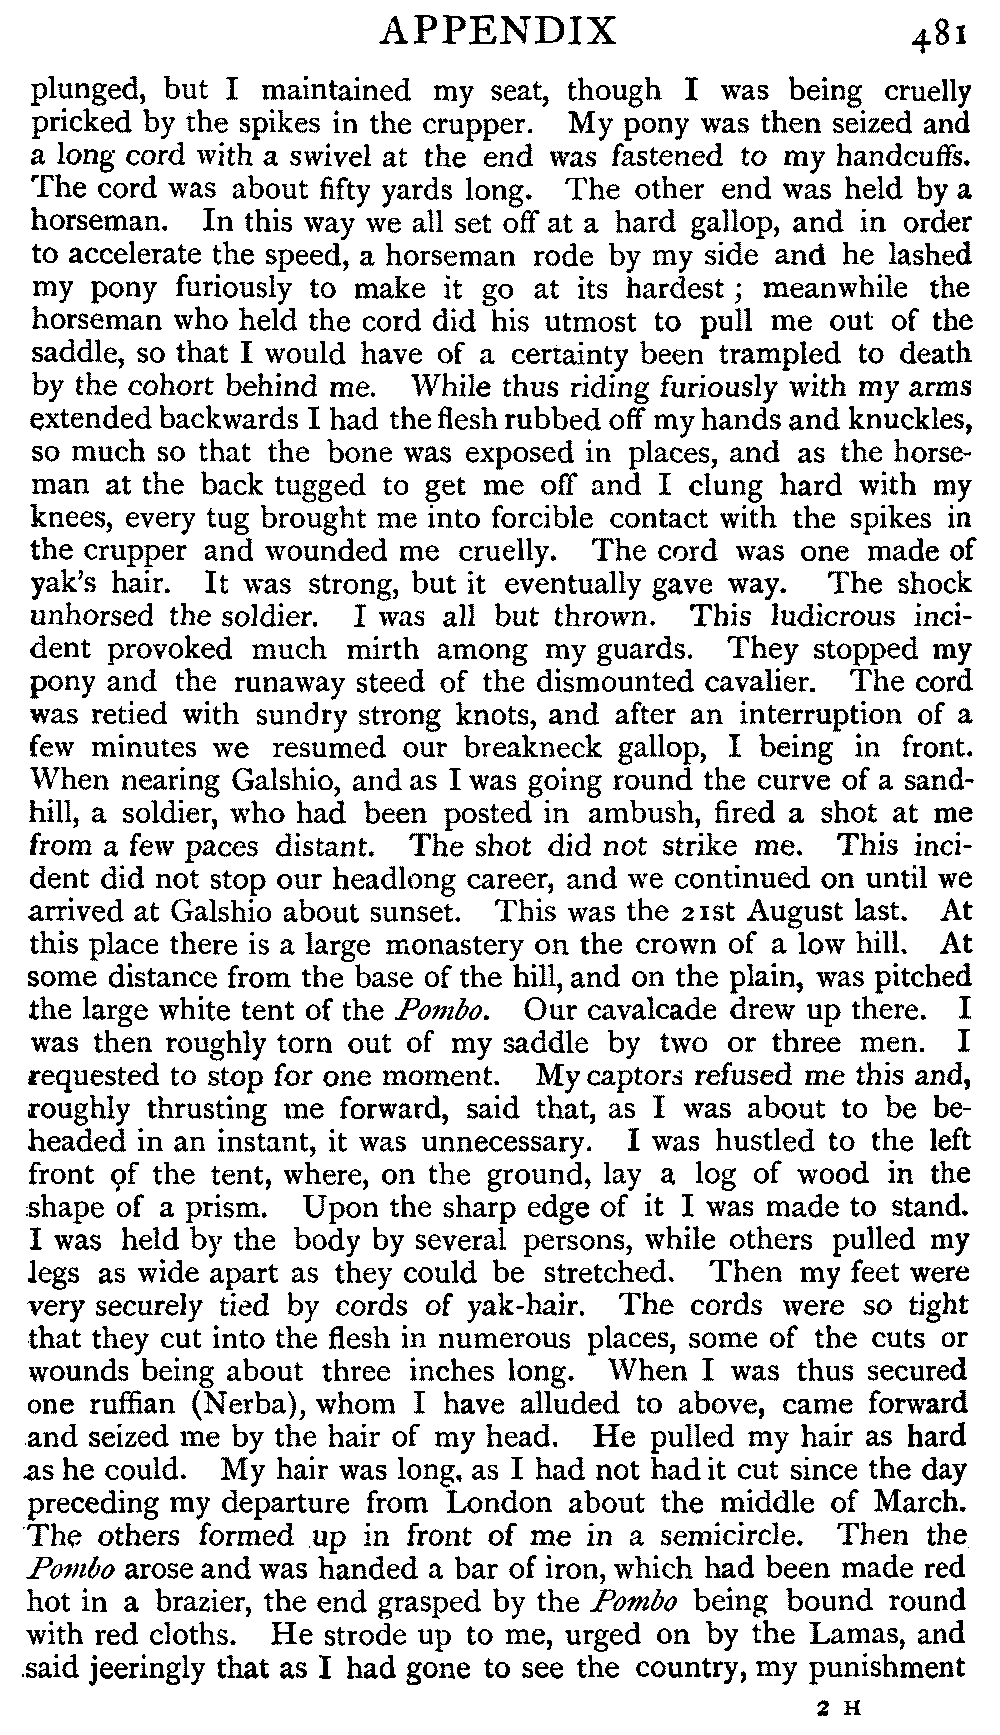 APPENDIX 481
plunged, but I maintained my seat, though I was being cruelly
pricked by the spikes in the crupper. My pony was then seized and
a long cord with a swivel at the end was fastened to my handcuffs.
The cord was about fifty yards long. The other end was held by a
horseman. In this way we all set off at a hard gallop, and in order
to accelerate the speed, a horseman rode by my side and he lashed
my pony furiously to make it go at its hardest ; meanwhile the
horseman who held the cord did his utmost to pull me out of the
saddle, so that I would have of a certainty been trampled to death
by the cohort behind me. While thus riding furiously with my arms
extended backwards I had the flesh rubbed off my hands and knuckles,
so much so that the bone was exposed in places, and as the horse-
man at the back tugged to get me off and I clung hard with my
knees, every tug brought me into forcible contact with the spikes in
the crupper and wounded me cruelly. The cord was one made of
yak's hair. It was strong, but it eventually gave way. The shock
unhorsed the soldier. I was all but thrown. This ludicrous inci-
dent provoked much mirth among my guards. They stopped my
pony and the runaway steed of the dismounted cavalier. The cord
was retied with sundry strong knots, and after an interruption of a
few minutes we resumed our breakneck gallop, I being in front.
When nearing Galshio, and as I was going round the curve of a sand-
hill, a soldier, who had been posted in ambush, fired a shot at me
from a few paces distant. The shot did not strike me. This inci-
dent did not stop our headlong career, and we continued on until we
arrived at Galshio about sunset. This was the 21st August last. At
this place there is a large monastery on the crown of a low hill. At
some distance from the base of the hill, and on the plain, was pitched
the large white tent of the Pombo. Our cavalcade drew up there. I
was then roughly torn out of my saddle by two or three men. I
requested to stop for one moment. My captors refused me this and,
roughly thrusting me forward, said that, as I was about to be be-
headed in an instant, it was unnecessary. I was hustled to the left
front of the tent, where, on the ground, lay a log of wood in the
shape of a prism. Upon the sharp edge of it I was made to stand.
I was held by the body by several persons, while others pulled my
legs as wide apart as they could be stretched. Then my feet were
very securely tied by cords of yak-hair. The cords were so tight
that they cut into the flesh in numerous places, some of the cuts or
wounds being about three inches long. When I was thus secured
one ruffian (Nerba), whom I have alluded to above, came forward
and seized me by the hair of my head. He pulled my hair as hard
as he could. My hair was long, as I had not had it cut since the day
preceding my departure from London about the middle of March.
The others formed up in front of me in a semicircle. Then the
Pombo arose and was handed a bar of iron, which had been made red
hot in a brazier, the end grasped by the Pombo being bound round
with red cloths. He strode up to me, urged on by the Lamas, and
said jeeringly that as I had gone to see the country, my punishment
2 H